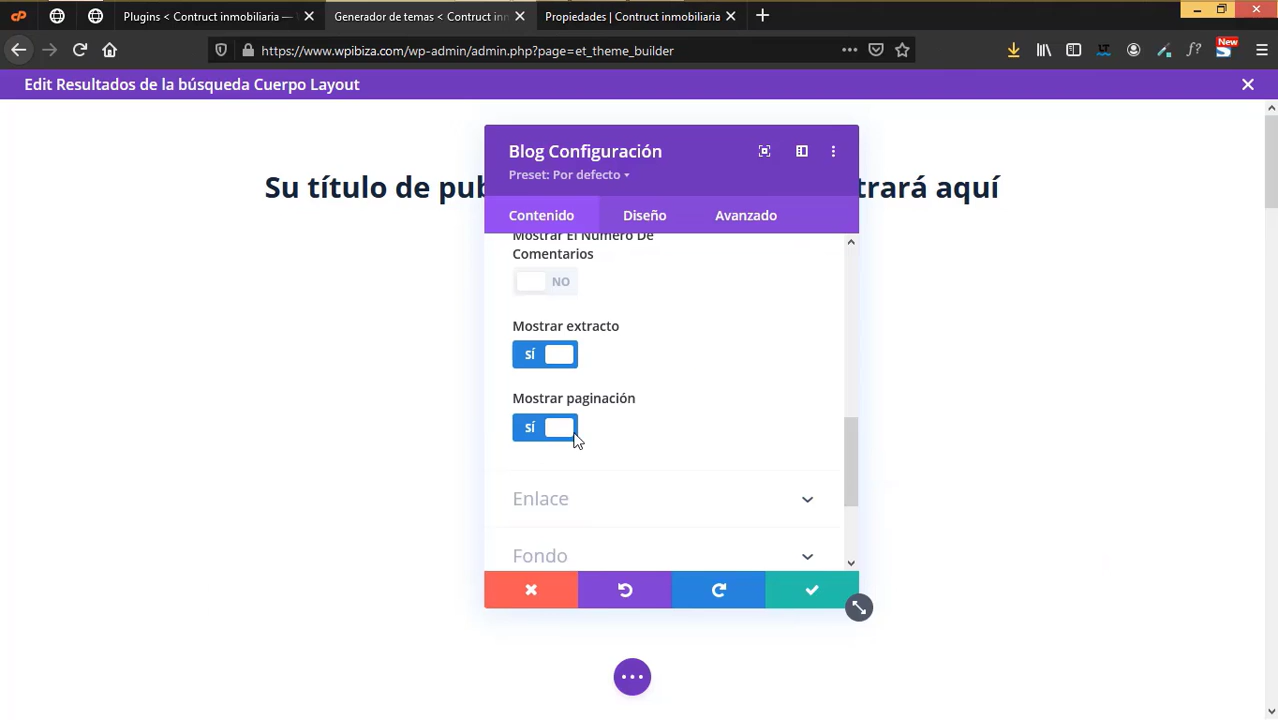 Plugins < Contruct inmobiliaria — W
Generador de temas < Contruct inm
Propiedades | Contruct inmobiliaria
https://www.wpibiza.com/wp-admin/admin.php?page=et_theme_builder
New
Edit Resultados de la búsqueda Cuerpo Layout
Su título de pub
trará aquí
Blog Configuración
Preset: Por defecto
Contenido
Diseño
Avanzado
Mostrar El Número De
Comentarios
NO
Mostrar extracto
SÍ
Mostrar paginación
SÍ
Enlace
Fondo